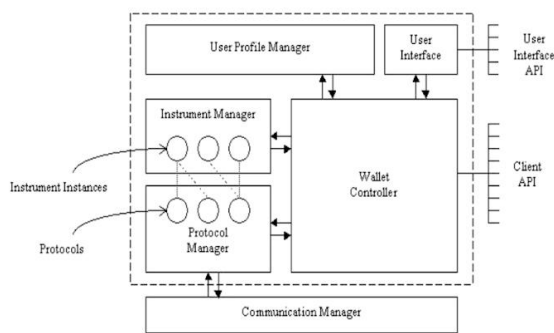 User Profile Manager
User
Interface
User
Interface
API
Instrument Manager
Instrument Instances
Wallet
Controller
Client
API
Protocols
Protocol
Manager
Communication Manager